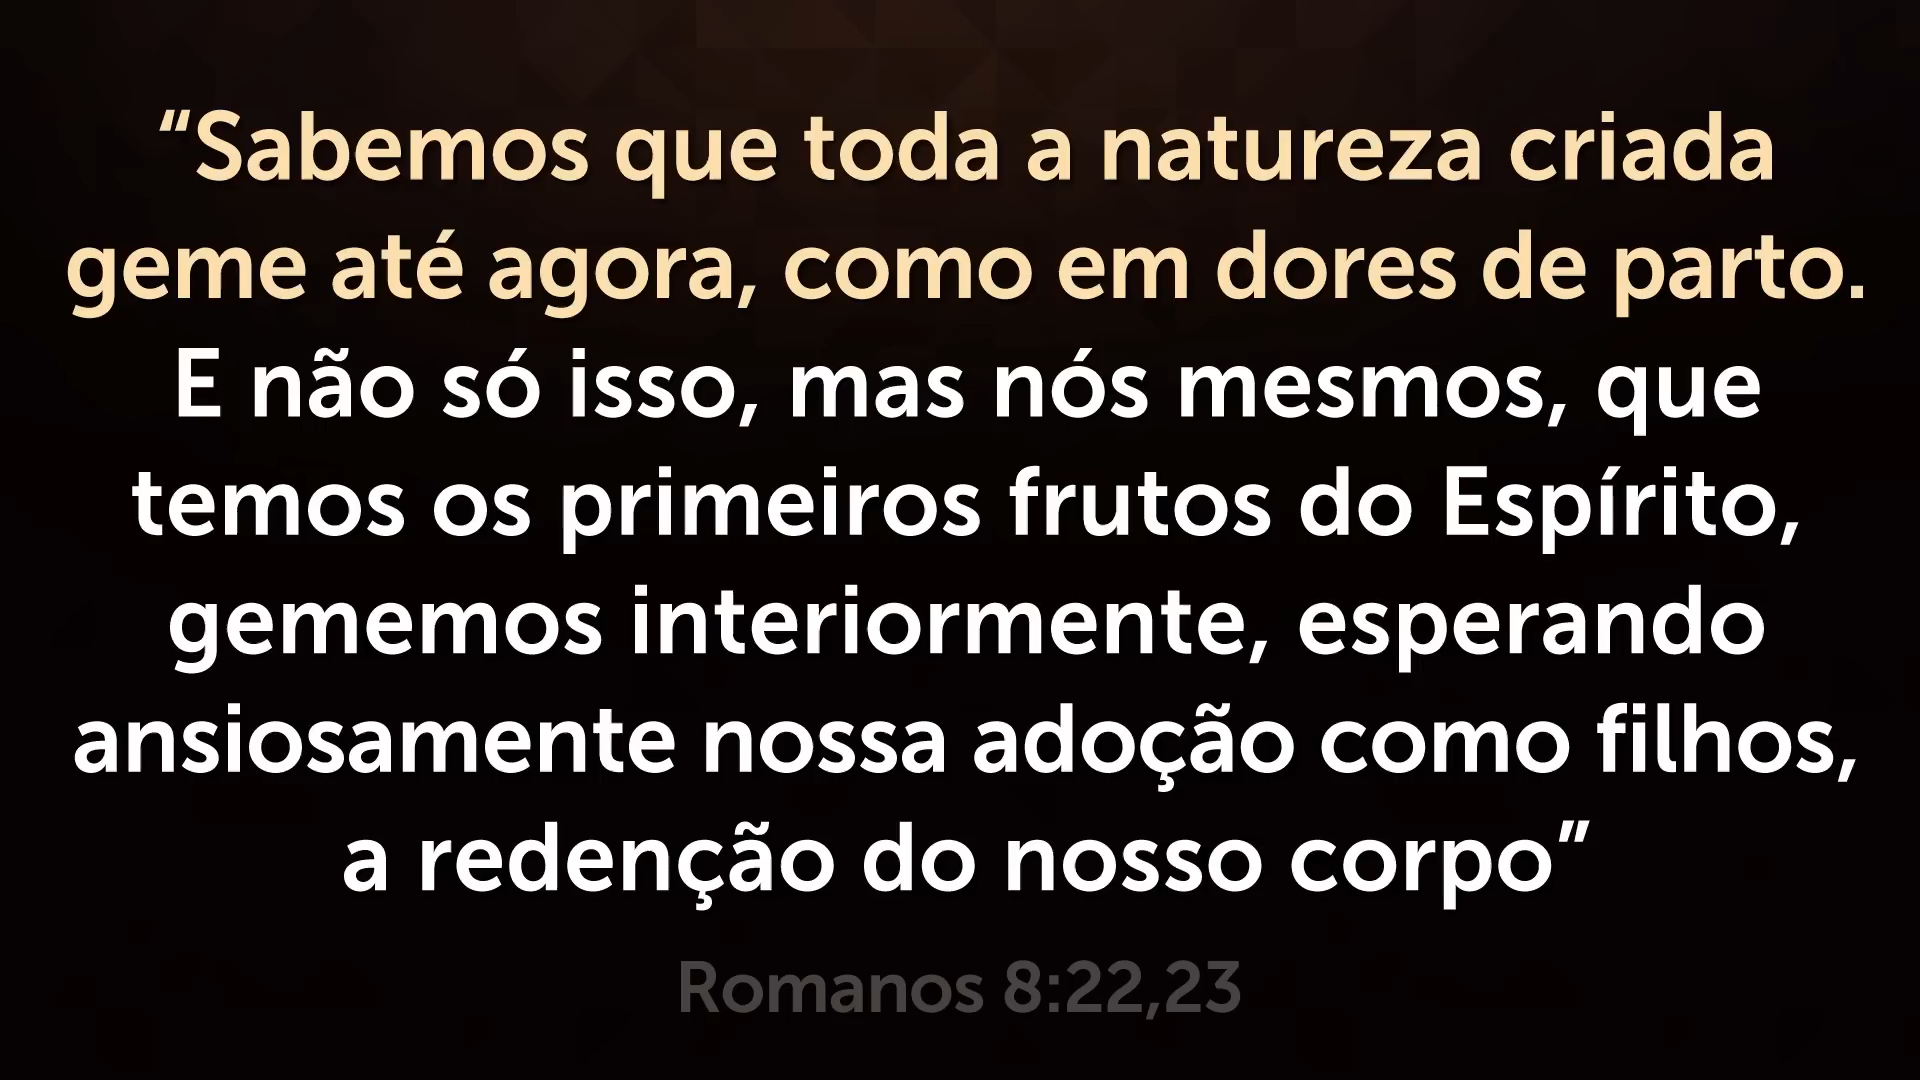 “Sabemos que toda a natureza criada
geme até agora, como em dores de parto.
E não só isso, mas nós mesmos, que
temos os primeiros frutos do Espírito,
gememos interiormente, esperando
ansiosamente nossa adoção como filhos,
a redenção do nosso corpo”
Romanos 8:22,23